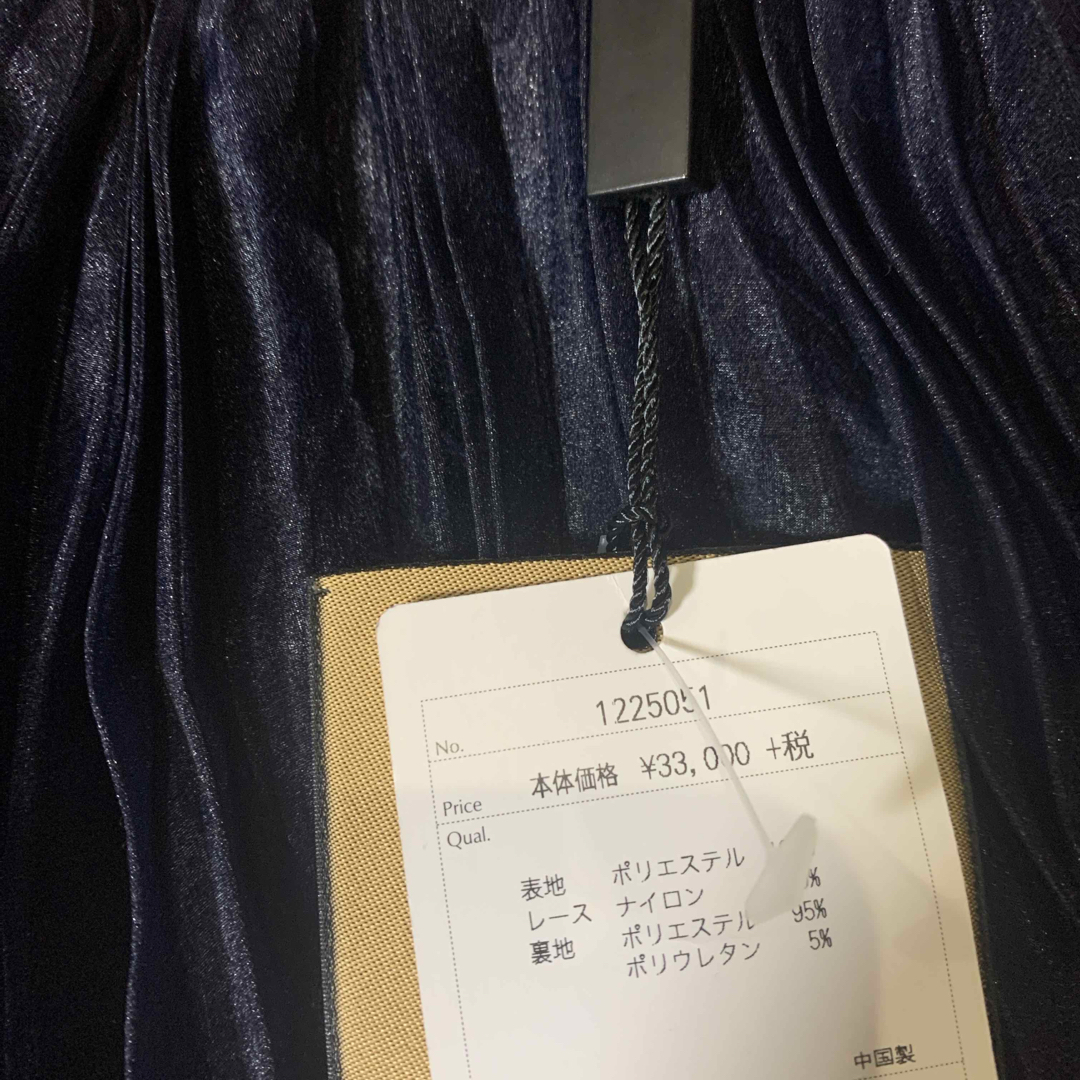 No. 1225051
Price 本体価格 ¥33,000 +税
Qual.
表地 ポリエステル
レース ナイロン
裏地 ポリエステル 95%
ポリウレタン 5%
中国製